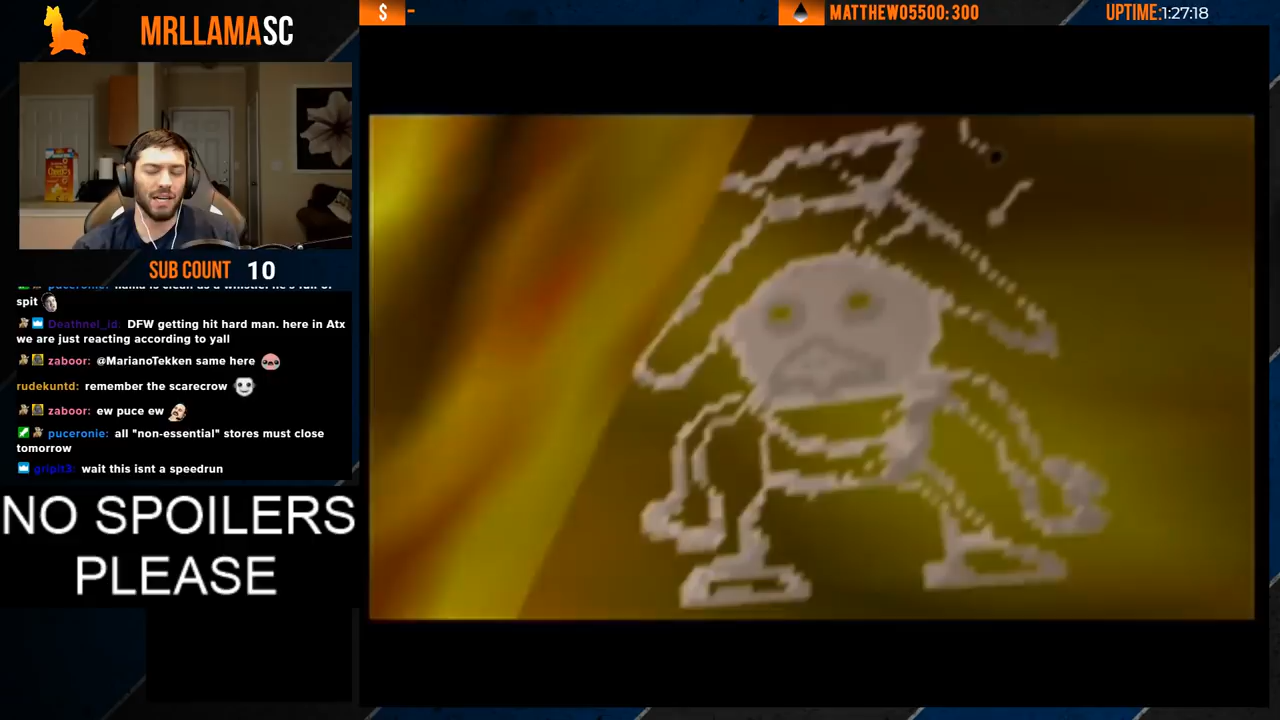 MRLLAMASC
$ -
MATTHEW05500: 300
UPTIME:1:27:18
SUB COUNT 10
spit
Deathnel_id: DFW getting hit hard man. here in Atx
we are just reacting according to yall
zaboor: @MarianoTekken same here
rudekuntd: remember the scarecrow
zaboor: ew puce ew
puceronie: all "non-essential" stores must close
tomorrow
gripit3: wait this isnt a speedrun
NO SPOILERS
PLEASE